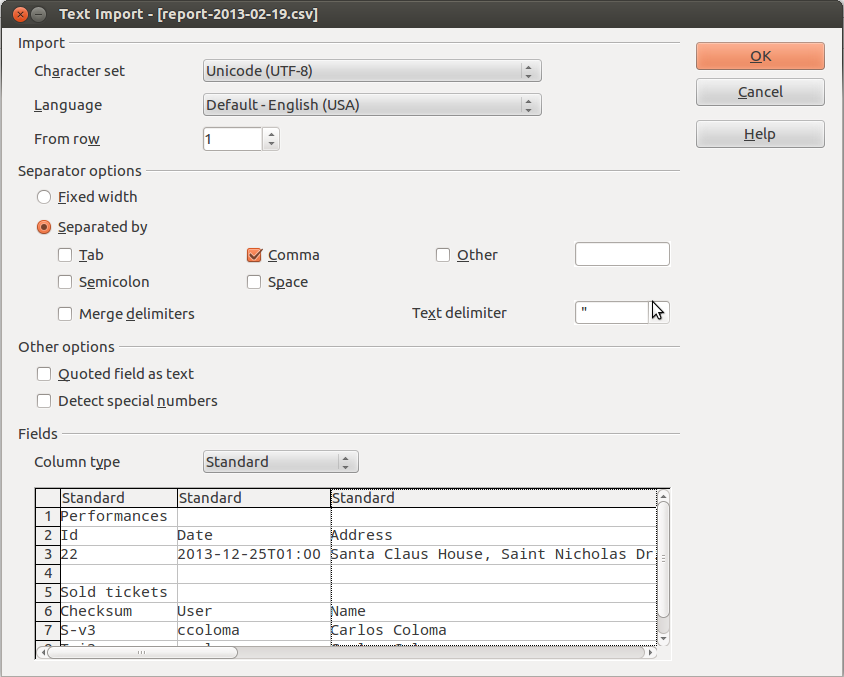 Text Import - [report-2013-02-19.csv]
Import
Character set Unicode (UTF-8)
OK
Language Default - English (USA)
Cancel
From row 1
Help
Separator options
Fixed width
Separated by
Tab Comma Other
Semicolon Space
Merge delimiters Text delimiter "
Other options
Quoted field as text
Detect special numbers
Fields
Column type Standard
Standard Standard Standard
1 Performances
2 Id Date Address
3 22 2013-12-25T01:00 Santa Claus House, Saint Nicholas Dr.
4
5 Sold tickets
6 Checksum User Name
7 S-v3 ccoloma Carlos Coloma